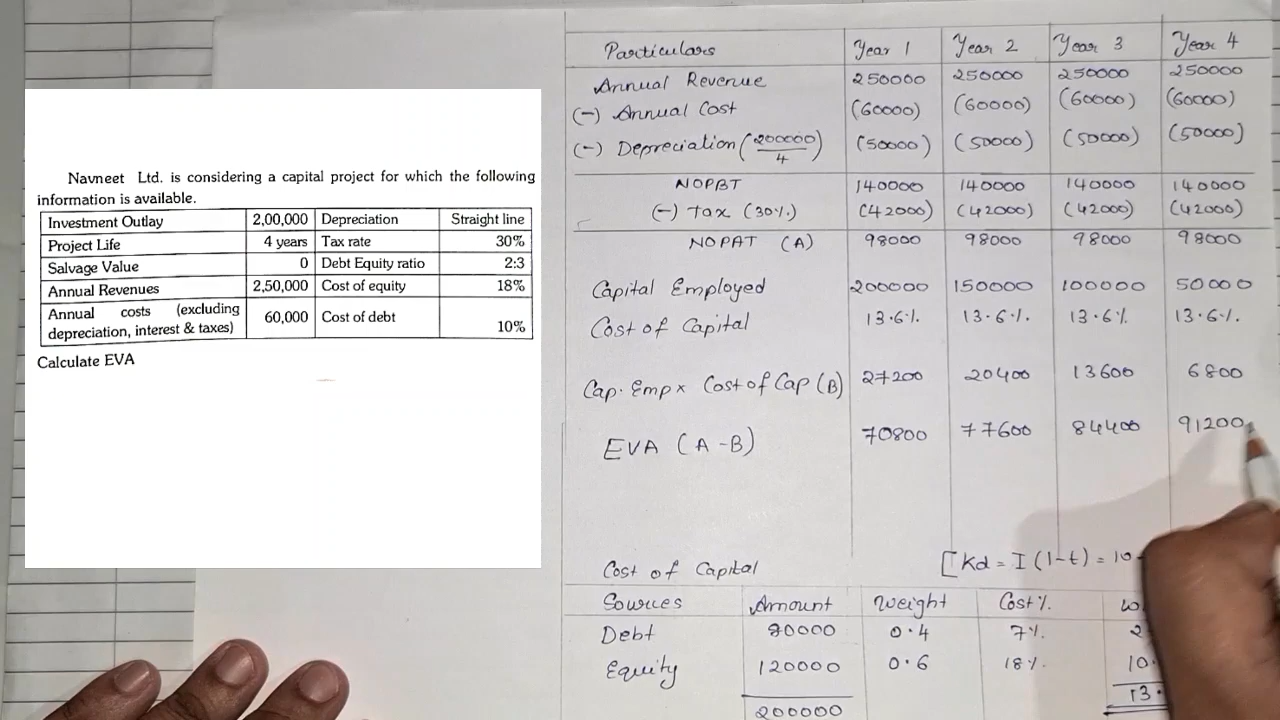 Navneet Ltd. is considering a capital project for which the following
information is available.
Investment Outlay 2,00,000 Depreciation Straight line
Project Life 4 years Tax rate 30%
Salvage Value 0 Debt Equity ratio 2:3
Annual Revenues 2,50,000 Cost of equity 18%
Annual costs (excluding
depreciation, interest & taxes) 60,000 Cost of debt 10%
Calculate EVA
Particulars Year 1 Year 2 Year 3 Year 4
Annual Revenue 250000 250000 250000 250000
(-) Annual Cost (60000) (60000) (60000) (60000)
(-) Depreciation (200000/4) (50000) (50000) (50000) (50000)
NOPBT 140000 140000 140000 140000
(-) Tax (30%) (42000) (42000) (42000) (42000)
NOPAT (A) 98000 98000 98000 98000
Capital Employed 200000 150000 100000 50000
Cost of Capital 13.6% 13.6% 13.6% 13.6%
Cap. Emp x Cost of Cap (B) 27200 20400 13600 6800
EVA (A-B) 70800 77600 84400 91200
Cost of Capital [Kd = I (1-t) = 10
Sources Amount Weight Cost%
Debt 80000 0.4 7% 2
Equity 120000 0.6 18% 10.
200000 13.